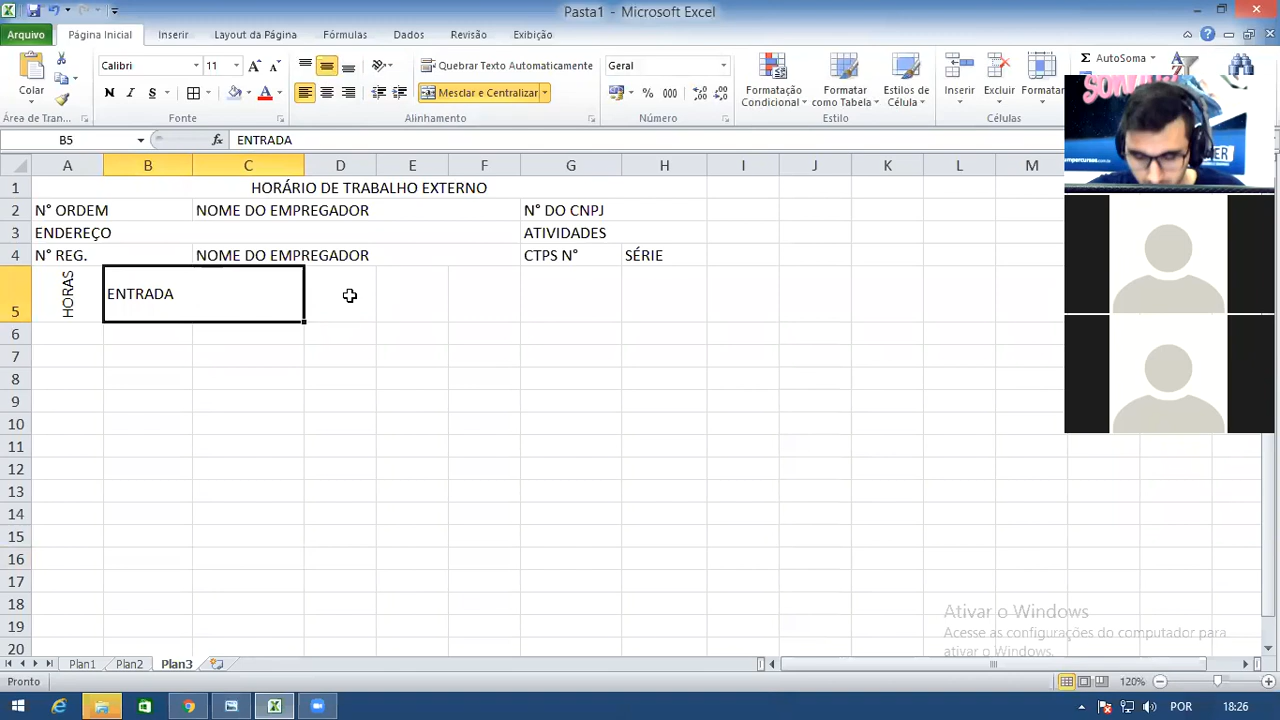 Pasta1 - Microsoft Excel
Arquivo Página Inicial Inserir Layout da Página Fórmulas Dados Revisão Exibição
Colar
Calibri 11
Quebrar Texto Automaticamente
Geral
N I S
Mesclar e Centralizar
% 000
Formatação Condicional
Formatar como Tabela
Estilos de Célula
Inserir Excluir Formatar
Σ AutoSoma
Área de Tran... Fonte Alinhamento Número Estilo Células
B5 fx ENTRADA
A B C D E F G H I J K L M
1 HORÁRIO DE TRABALHO EXTERNO
2 N° ORDEM NOME DO EMPREGADOR N° DO CNPJ
3 ENDEREÇO ATIVIDADES
4 N° REG. NOME DO EMPREGADOR CTPS N° SÉRIE
5 HORAS ENTRADA
6
7
8
9
10
11
12
13
14
15
16
17
18
19
20
Ativar o Windows
Acesse as configurações do computador para
ativar o Windows.
Plan1 Plan2 Plan3
Pronto 120%
POR 18:26